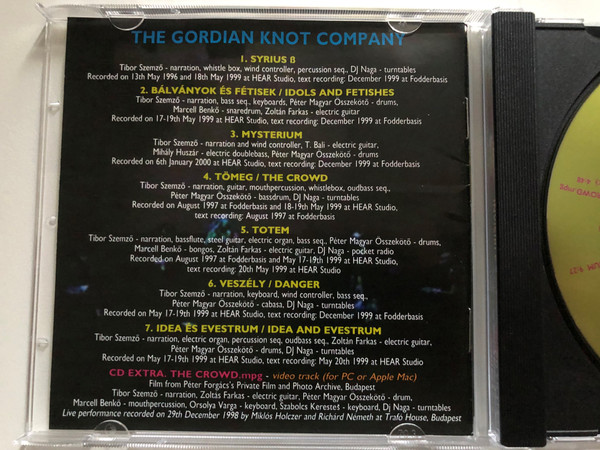 THE GORDIAN KNOT COMPANY
1. SYRIUS ß
Tibor Szemző - narration, whistle box, wind controller, percussion seq., DJ Naga - turntables
Recorded on 13th May 1996 and 18th May 1999 at HEAR Studio, text recording: December 1999 at Fodderbasis
2. BÁLVÁNYOK ÉS FÉTISEK / IDOLS AND FETISHES
Tibor Szemző - narration, bass seq., keyboards, Péter Magyar Összekötő - drums,
Marcell Benkő - snaredrum, Zoltán Farkas - electric guitar
Recorded on 17-19th May 1999 at HEAR Studio, text recording: December 1999 at Fodderbasis
3. MYSTERIUM
Tibor Szemző - narration and wind controller, T. Bali - electric guitar,
Mihály Huszár - electric doublebass, Péter Magyar Összekötő - drums
Recorded on 6th January 2000 at HEAR Studio, text recording: December 1999 at Fodderbasis
4. TÖMEG / THE CROWD
Tibor Szemző - narration, guitar, mouthpercussion, whistlebox, oudbass seq.,
Péter Magyar Összekötő - bassdrum, DJ Naga - turntables
Recorded on August 1997 at Fodderbasis and 18-19th May 1999 at HEAR Studio,
text recording: August 1997 at Fodderbasis
5. TOTEM
Tibor Szemző - narration, bassflute, steel guitar, electric organ, bass seq., Péter Magyar Összekötő - drums,
Marcell Benkő - bongos, Zoltán Farkas - electric guitar, DJ Naga - pocket radio
Recorded on August 1997 at Fodderbasis and May 17-19th 1999 at HEAR Studio,
text recording: 20th May 1999 at HEAR Studio
6. VESZÉLY / DANGER
Tibor Szemző - narration, keyboard, wind controller, bass seq.,
Péter Magyar Összekötő - cabasa, DJ Naga - turntables
Recorded on May 17-19th 1999 at HEAR Studio, text recording: December 1999 at Fodderbasis
7. IDEA ÉS EVESTRUM / IDEA AND EVESTRUM
Tibor Szemző - narration, electric organ, percussion seq, oudbass seq., Zoltán Farkas - electric guitar,
Péter Magyar Összekötő - drums, DJ Naga - turntables
Recorded on May 17-19th 1999 at HEAR Studio, text recording: May 20th 1999 at HEAR Studio
CD EXTRA. THE CROWD.mpg - video track (for PC or Apple Mac)
Film from Péter Forgács's Private Film and Photo Archive, Budapest
Tibor Szemző - narration, Zoltás Farkas - electric guitar, Péter Magyar Összekötő - drum,
Marcell Benkő - mouthpercussion, Orsolya Varga - keyboard, Szabolcs Kerestes - keyboard, Dj Naga - turntables
Live performance recorded on 29th December 1998 by Miklós Holczer and Richárd Németh at Trafó House, Budapest